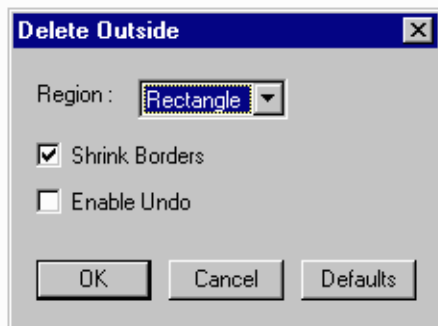 Delete Outside
Region : Rectangle
Shrink Borders
Enable Undo
OK Cancel Defaults